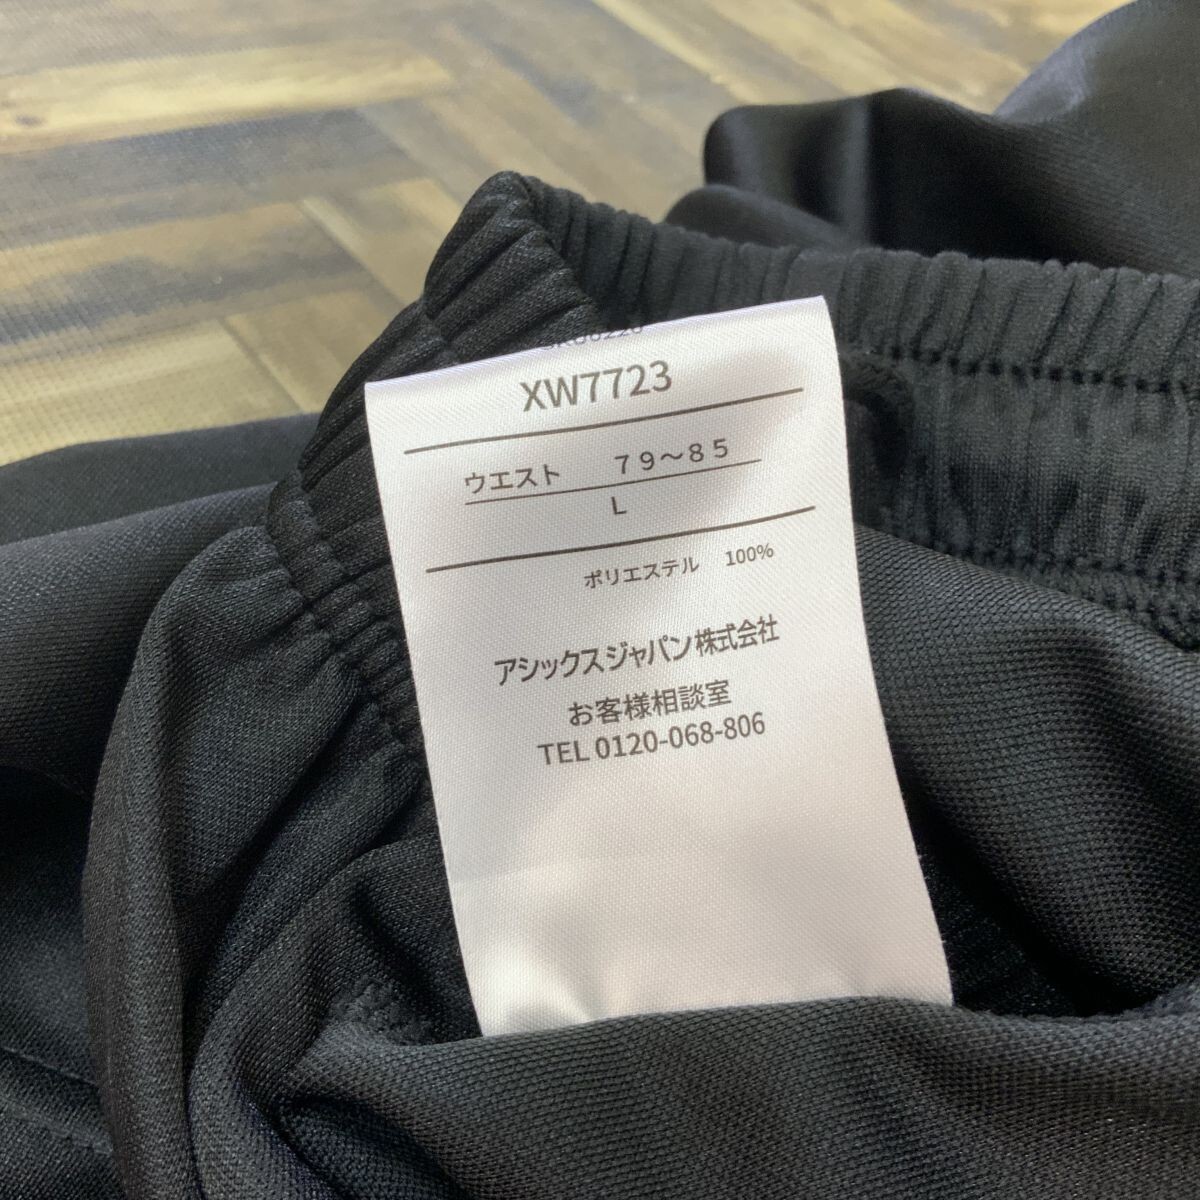 XW7723
ウエスト 79〜85
L
ポリエステル 100%
アシックスジャパン株式会社
お客様相談室
TEL 0120-068-806